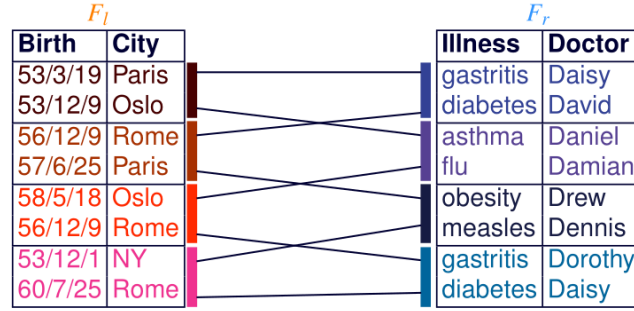 F_l F_r
Birth City Illness Doctor
53/3/19 Paris gastritis Daisy
53/12/9 Oslo diabetes David
56/12/9 Rome asthma Daniel
57/6/25 Paris flu Damian
58/5/18 Oslo obesity Drew
56/12/9 Rome measles Dennis
53/12/1 NY gastritis Dorothy
60/7/25 Rome diabetes Daisy